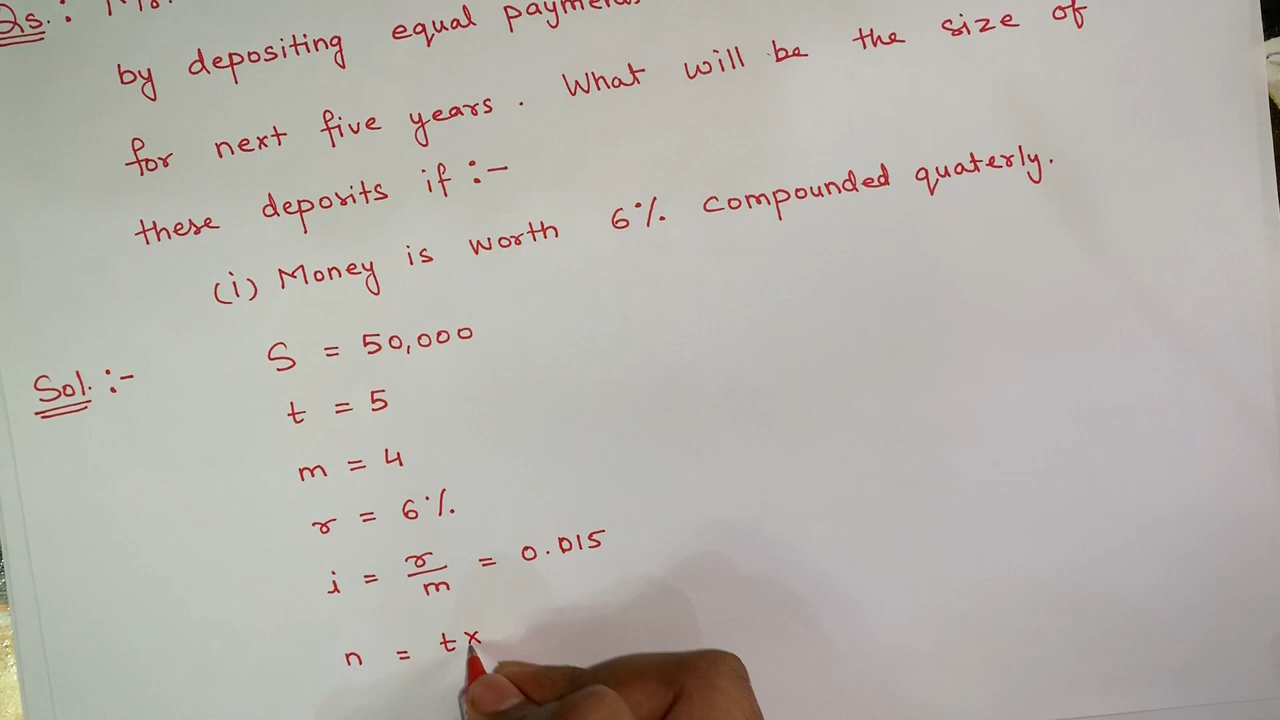 Qs.:
by depositing equal payments
for next five years. What will be the size of
these deposits if :-
(i) Money is worth 6% compounded quaterly.
Sol. :-
S = 50,000
t = 5
m = 4
r = 6%
i = r/m = 0.015
n = t×